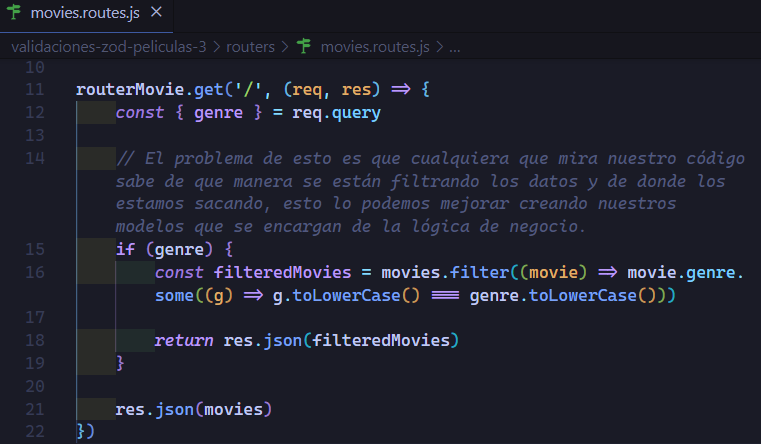 movies.routes.js ×
validaciones-zod-peliculas-3 > routers > movies.routes.js > ...
10
11 routerMovie.get('/', (req, res) => {
12 const { genre } = req.query
13
14 // El problema de esto es que cualquiera que mira nuestro código
sabe de que manera se están filtrando los datos y de donde los
estamos sacando, esto lo podemos mejorar creando nuestros
modelos que se encargan de la lógica de negocio.
15 if (genre) {
16 const filteredMovies = movies.filter((movie) => movie.genre.
some((g) => g.toLowerCase() === genre.toLowerCase()))
17
18 return res.json(filteredMovies)
19 }
20
21 res.json(movies)
22 })